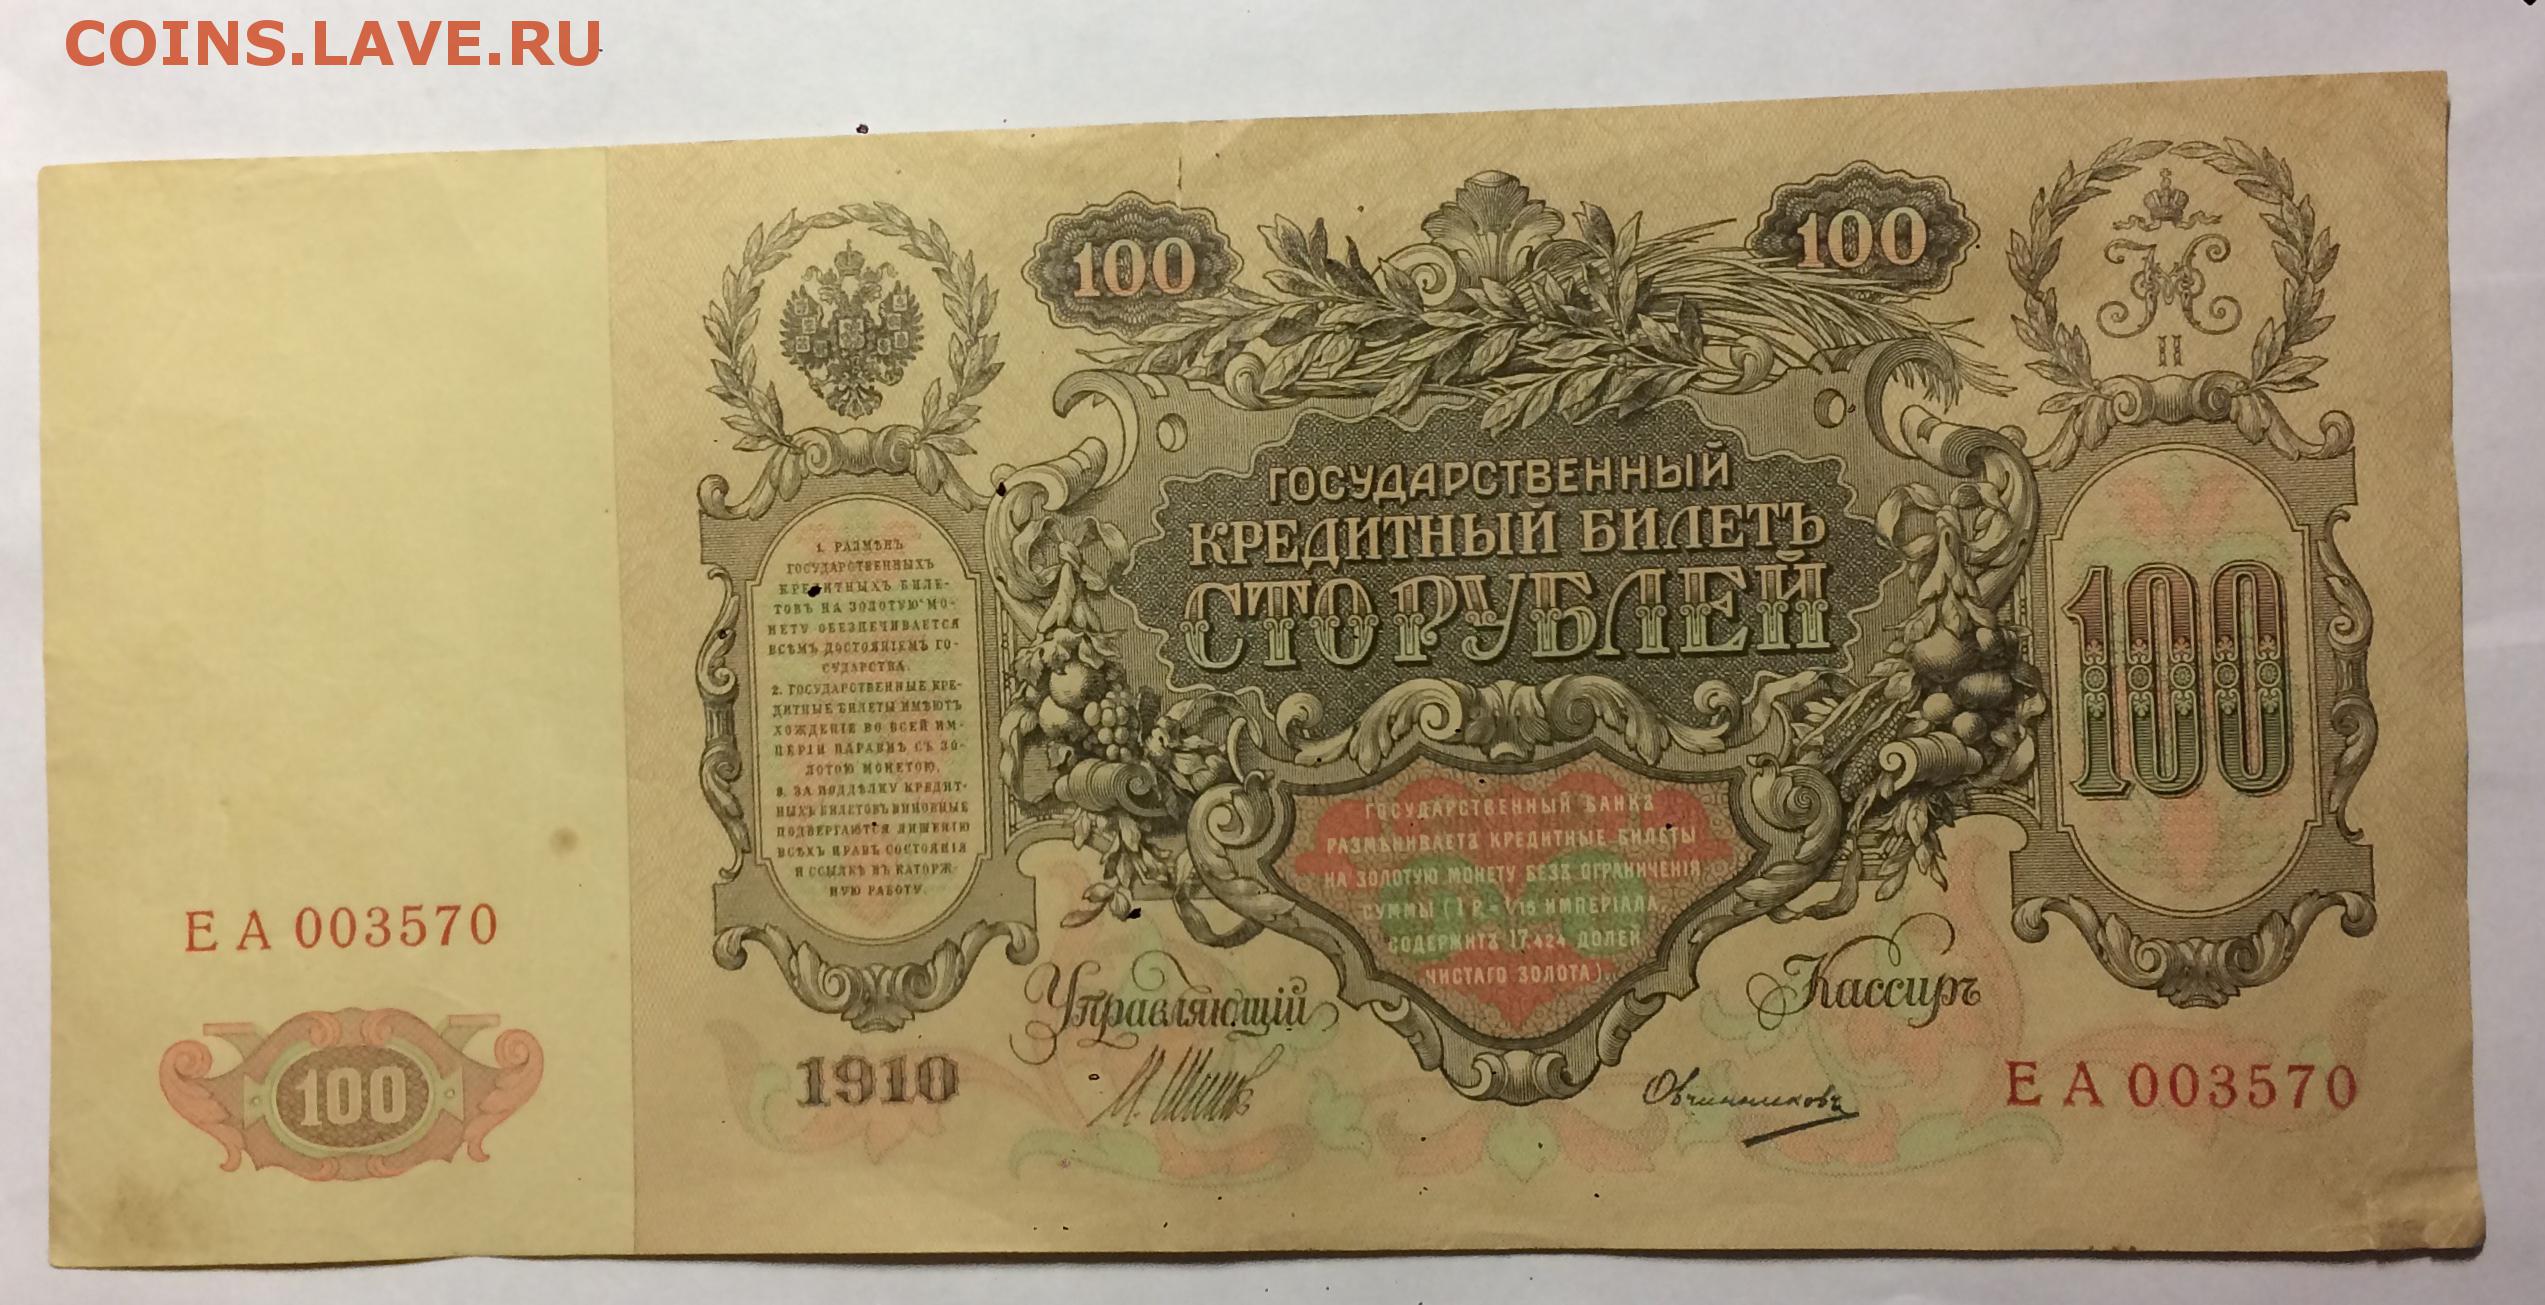 COINS.LAVE.RU
100
100
II
ГОСУДАРСТВЕННЫЙ
КРЕДИТНЫЙ БИЛЕТЪ
СТО РУБЛЕЙ
1. РАЗМѢНЪ
ГОСУДАРСТВЕННЫХЪ
КРЕДИТНЫХЪ БИЛЕ-
ТОВЪ НА ЗОЛОТУЮ МО-
НЕТУ ОБЕЗПЕЧИВАЕТСЯ
ВСѢМЪ ДОСТОЯНІЕМЪ ГО-
СУДАРСТВА.
2. ГОСУДАРСТВЕННЫЕ КРЕ-
ДИТНЫЕ БИЛЕТЫ ИМѢЮТЪ
ХОЖДЕНІЕ ВО ВСЕЙ ИМ-
ПЕРІИ НАРАВНѢ СЪ ЗО-
ЛОТОЮ МОНЕТОЮ.
3. ЗА ПОДДѢЛКУ КРЕДИТ-
НЫХЪ БИЛЕТОВЪ ВИНОВНЫЕ
ПОДВЕРГАЮТСЯ ЛИШЕНІЮ
ВСѢХЪ ПРАВЪ СОСТОЯНІЯ
И ССЫЛКѢ ВЪ КАТОРЖ-
НУЮ РАБОТУ.
100
ГОСУДАРСТВЕННЫЙ БАНКЪ
РАЗМѢНИВАЕТЪ КРЕДИТНЫЕ БИЛЕТЫ
НА ЗОЛОТУЮ МОНЕТУ БЕЗЪ ОГРАНИЧЕНІЯ
СУММЫ (1 Р.=1/15 ИМПЕРІАЛА,
СОДЕРЖИТЪ 17,424 ДОЛЕЙ
ЧИСТАГО ЗОЛОТА).
ЕА 003570
100
Управляющій
Кассиръ
1910
И. Шипов
Овчинниковъ
ЕА 003570